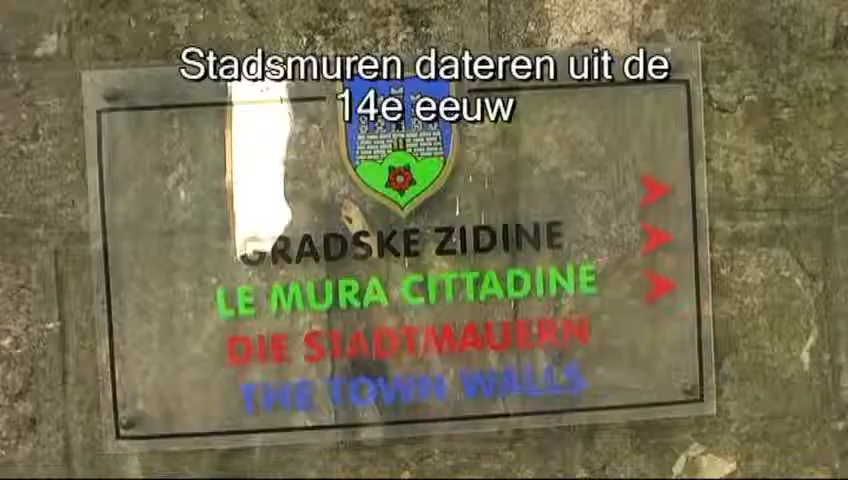 Stadsmuren dateren uit de
14e eeuw
GRADSKE ZIDINE
LE MURA CITTADINE
DIE STADTMAUERN
THE TOWN WALLS